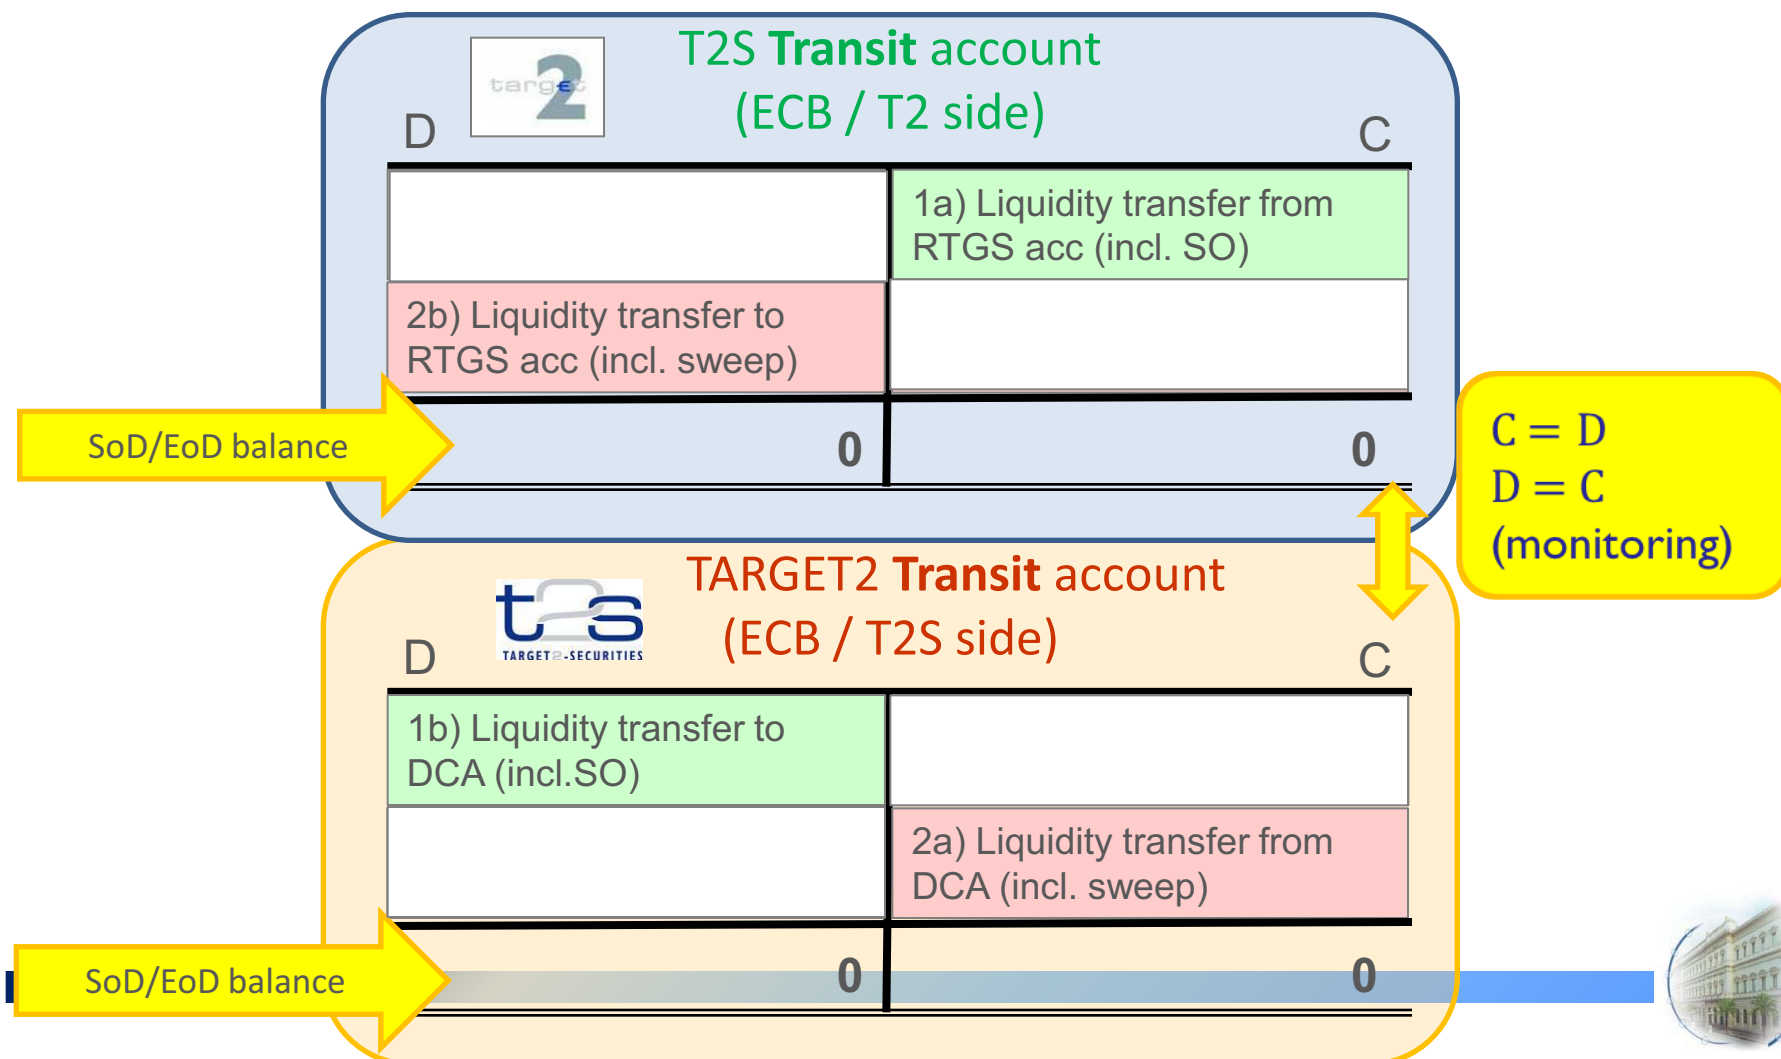 target2
T2S Transit account
(ECB / T2 side)
D
C
1a) Liquidity transfer from
RTGS acc (incl. SO)
2b) Liquidity transfer to
RTGS acc (incl. sweep)
SoD/EoD balance
0
0
C = D
D = C
(monitoring)
t2s
TARGET2-SECURITIES
TARGET2 Transit account
(ECB / T2S side)
D
C
1b) Liquidity transfer to
DCA (incl.SO)
2a) Liquidity transfer from
DCA (incl. sweep)
SoD/EoD balance
0
0